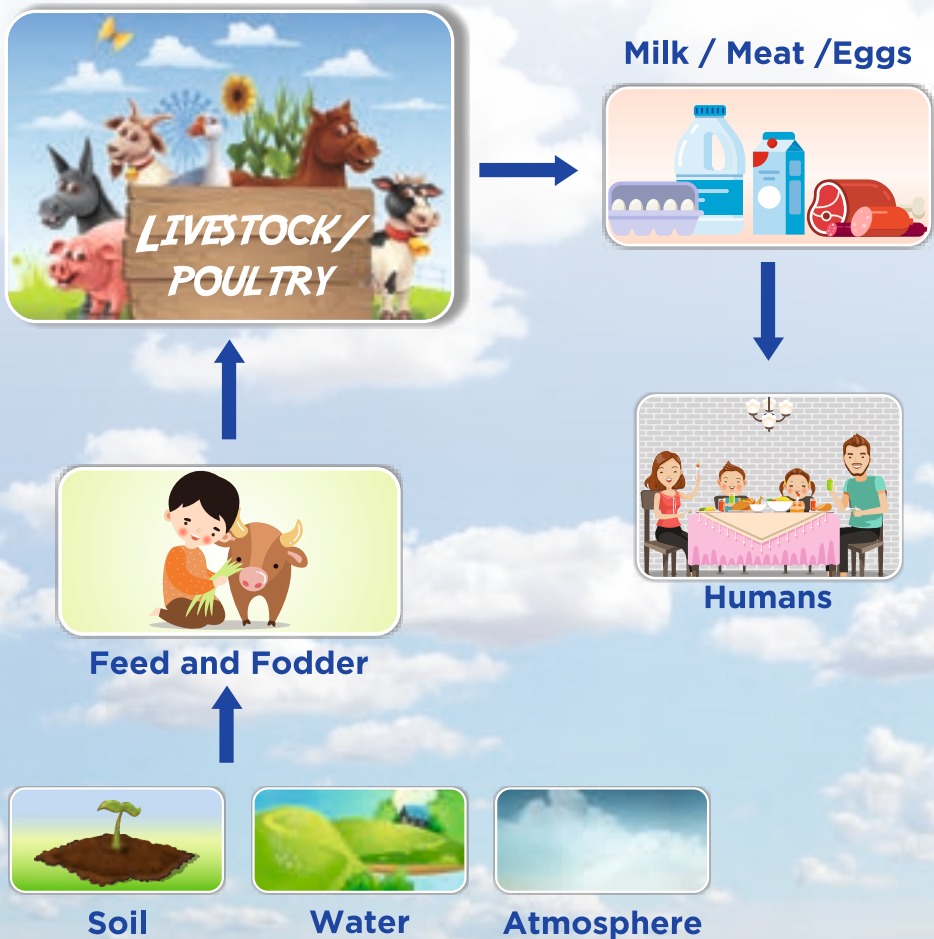 Milk / Meat /Eggs
LIVESTOCK/
POULTRY
Humans
Feed and Fodder
Soil
Water
Atmosphere